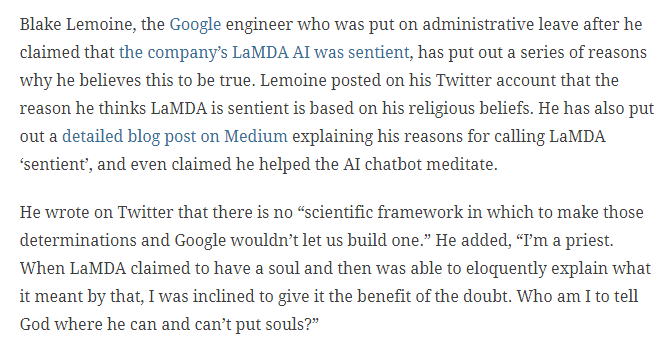 Blake Lemoine, the Google engineer who was put on administrative leave after he
claimed that the company’s LaMDA AI was sentient, has put out a series of reasons
why he believes this to be true. Lemoine posted on his Twitter account that the
reason he thinks LaMDA is sentient is based on his religious beliefs. He has also put
out a detailed blog post on Medium explaining his reasons for calling LaMDA
‘sentient’, and even claimed he helped the AI chatbot meditate.
He wrote on Twitter that there is no “scientific framework in which to make those
determinations and Google wouldn’t let us build one.” He added, “I’m a priest.
When LaMDA claimed to have a soul and then was able to eloquently explain what
it meant by that, I was inclined to give it the benefit of the doubt. Who am I to tell
God where he can and can’t put souls?”